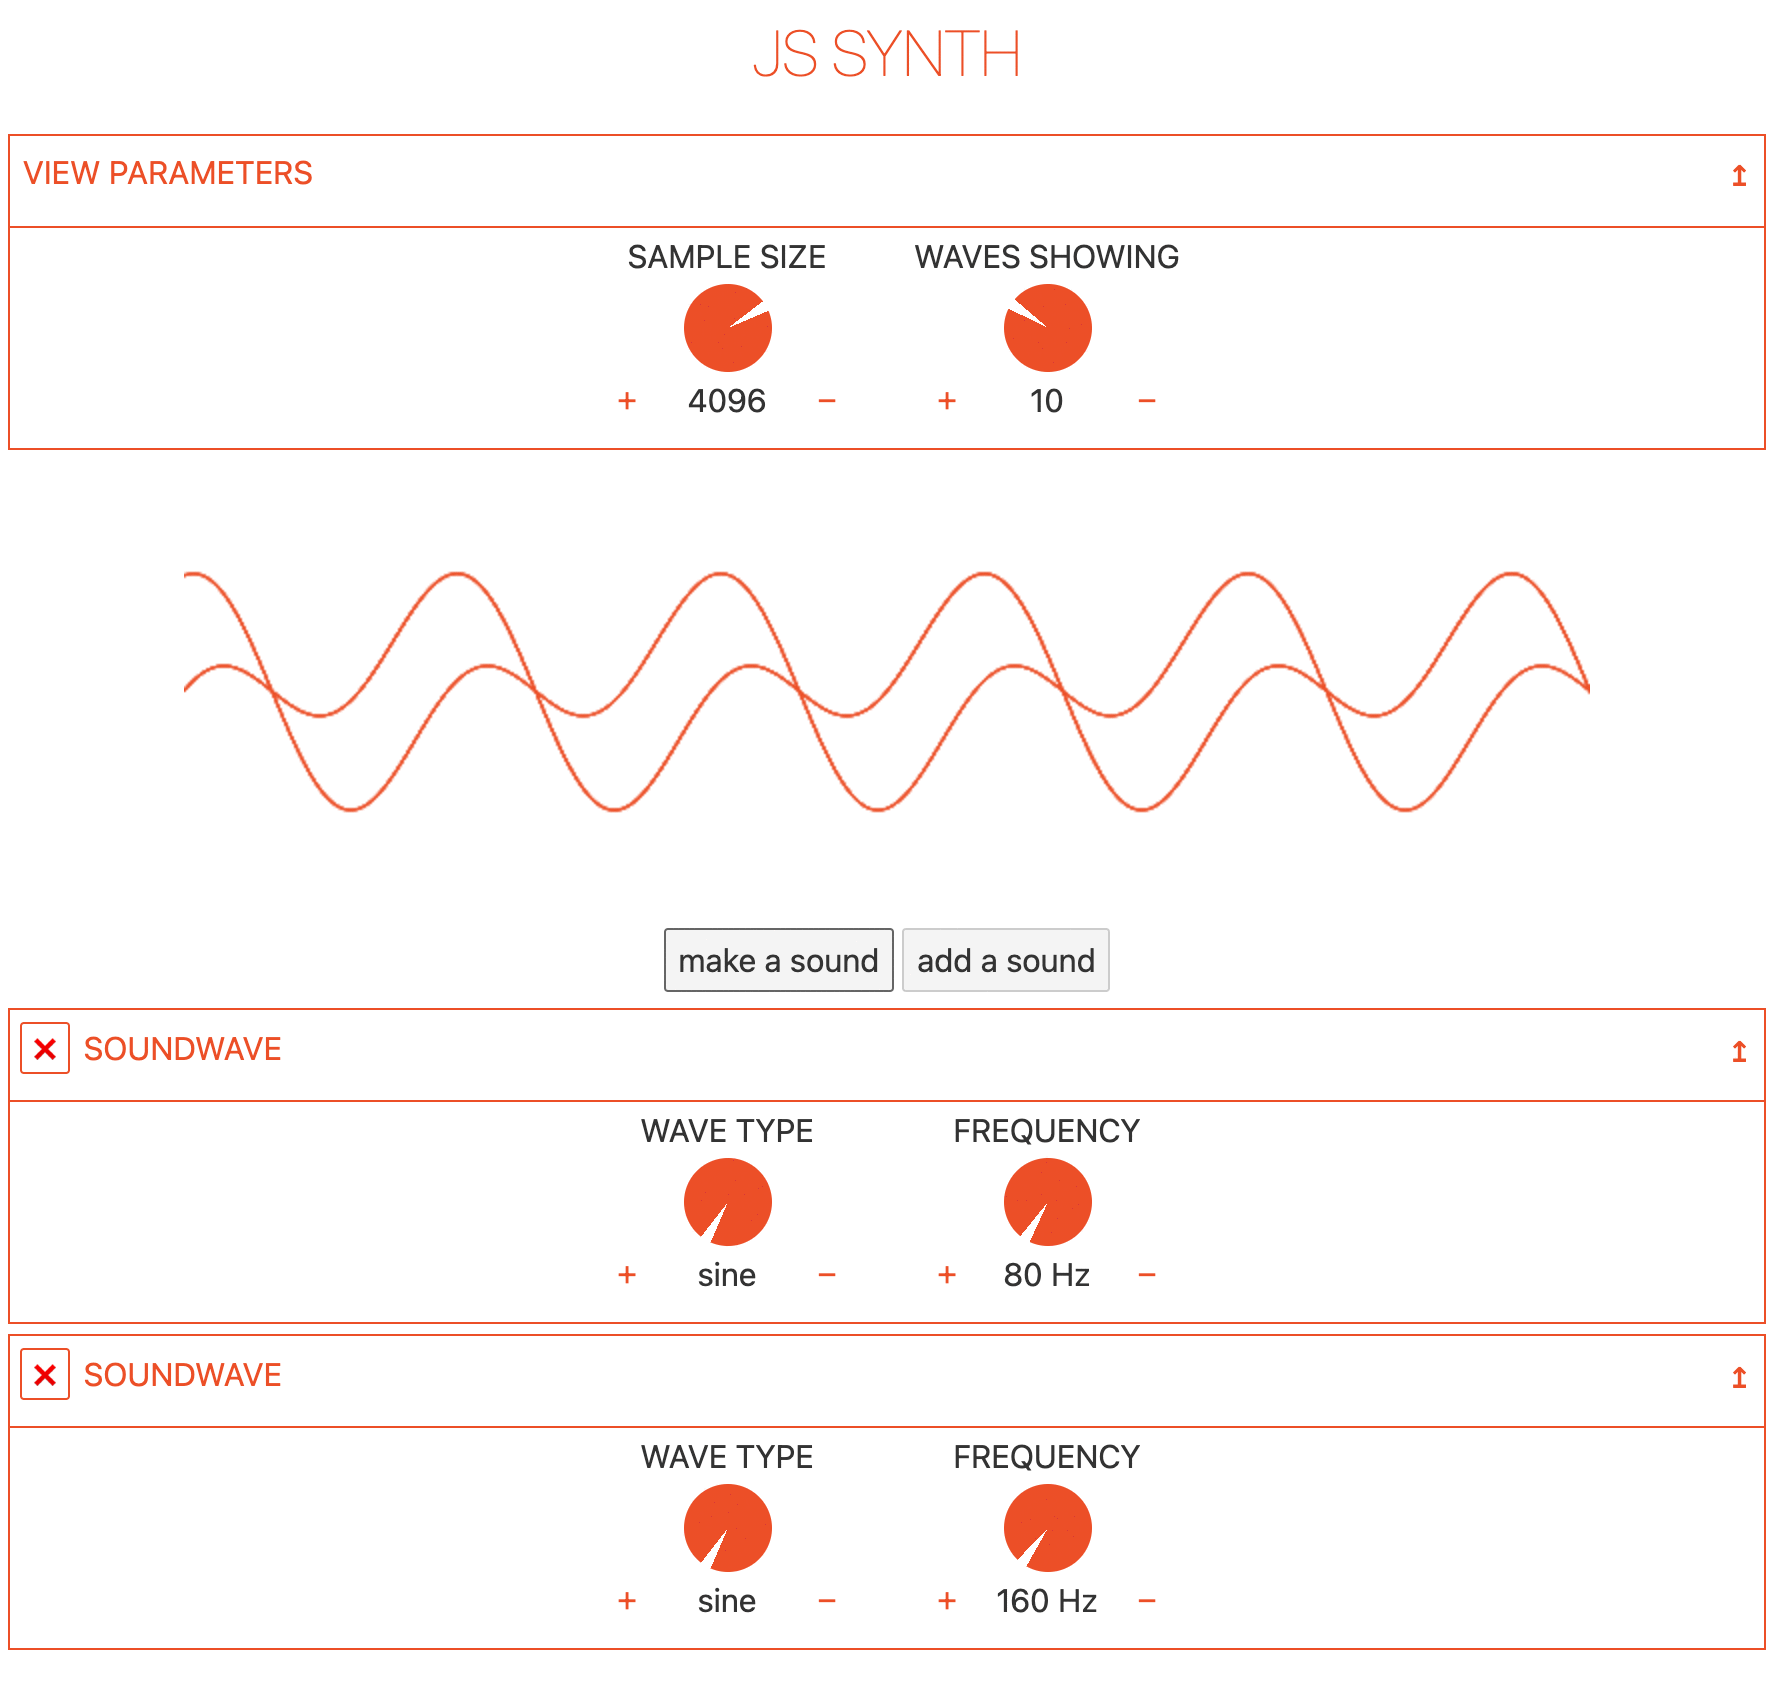 JS SYNTH
VIEW PARAMETERS ↥
SAMPLE SIZE WAVES SHOWING
+ 4096 − + 10 −
make a sound add a sound
× SOUNDWAVE ↥
WAVE TYPE FREQUENCY
+ sine − + 80 Hz −
× SOUNDWAVE ↥
WAVE TYPE FREQUENCY
+ sine − + 160 Hz −